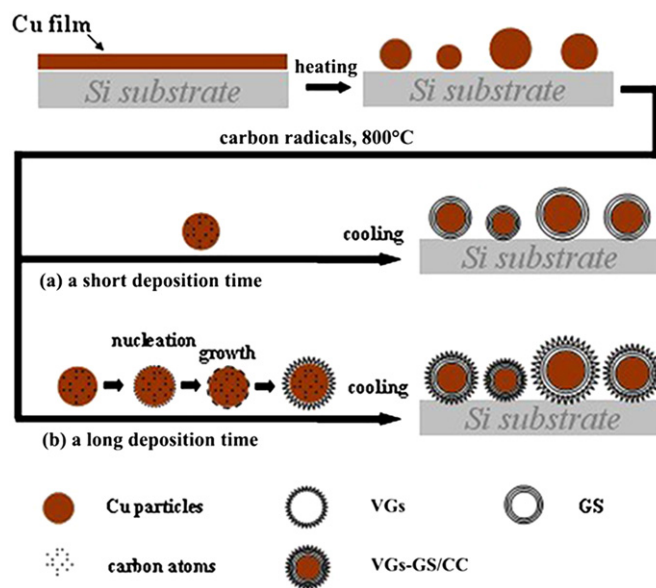 Cu film
heating
Si substrate
Si substrate
carbon radicals, 800°C
cooling
Si substrate
(a) a short deposition time
nucleation
growth
cooling
Si substrate
(b) a long deposition time
Cu particles
VGs
GS
carbon atoms
VGs-GS/CC